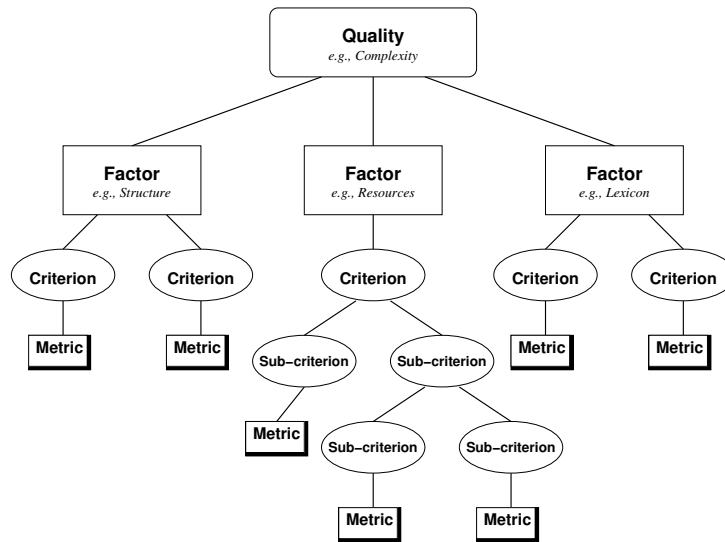 Quality
e.g., Complexity
Factor
e.g., Structure
Factor
e.g., Resources
Factor
e.g., Lexicon
Criterion
Criterion
Criterion
Criterion
Criterion
Metric
Metric
Metric
Metric
Sub-criterion
Sub-criterion
Metric
Sub-criterion
Sub-criterion
Metric
Metric